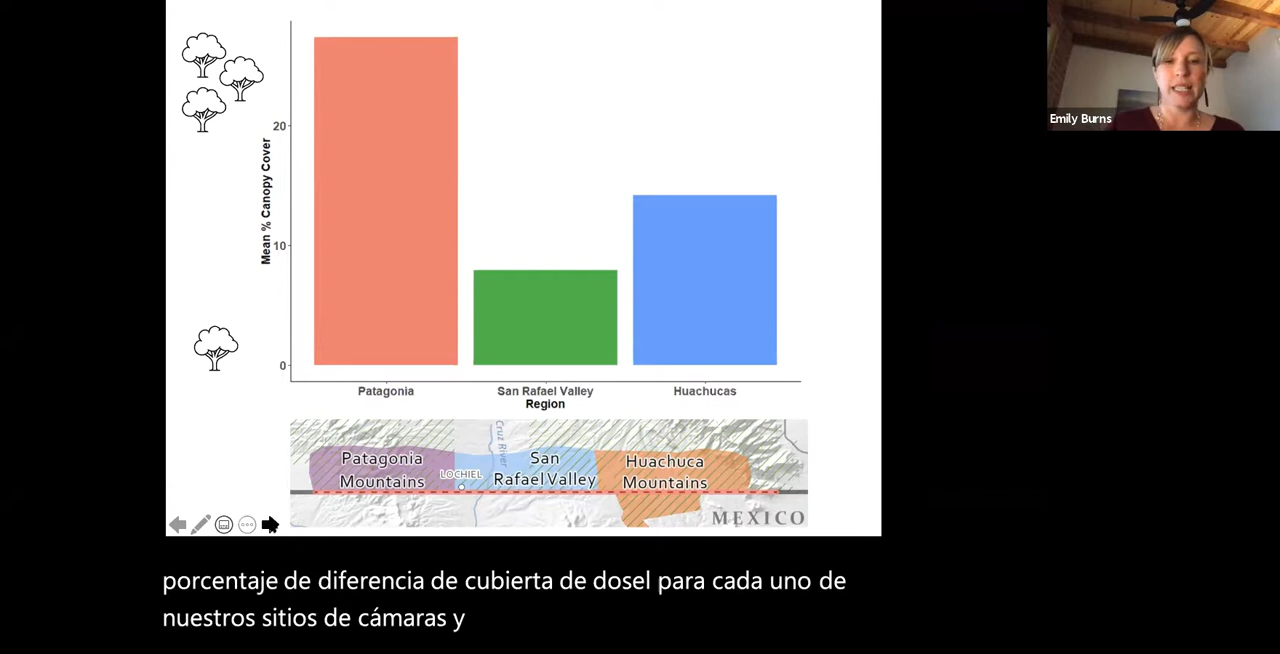 Emily Burns
Mean % Canopy Cover
20
10
0
Patagonia
San Rafael Valley
Huachucas
Region
Patagonia
Mountains
LOCHIEL
Cruz River
San
Rafael Valley
Huachuca
Mountains
MEXICO
porcentaje de diferencia de cubierta de dosel para cada uno de
nuestros sitios de cámaras y